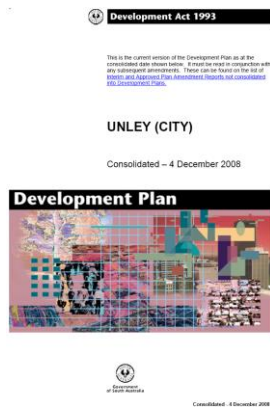 Development Act 1993
This is the current version of the Development Plan as at the
consolidated date shown below. It must be read in conjunction with
any subsequent amendments. These can be found on the list of
Interim and Approved Plan Amendment Reports not consolidated
into Development Plans.
UNLEY (CITY)
Consolidated – 4 December 2008
Development Plan
Government
of South Australia
Consolidated - 4 December 2008